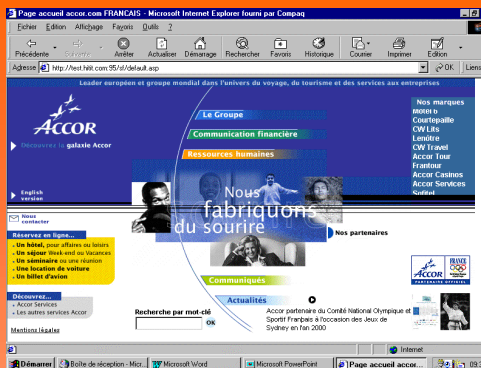 Page accueil accor.com FRANCAIS - Microsoft Internet Explorer fourni par Compaq
Fichier Edition Affichage Favoris Outils ?
Précédente Suivante Arrêter Actualiser Démarrage Rechercher Favoris Historique Courrier Imprimer Edition
Adresse http://test.hitit.com:95/sf/default.asp OK Liens
Leader européen et groupe mondial dans l'univers du voyage, du tourisme et des services aux entreprises
ACCOR
Découvrez la galaxie Accor
English version
Le Groupe
Communication financière
Ressources humaines
Nos marques
Motel 6
Courtepaille
CW Lits
Lenôtre
CW Travel
Accor Tour
Frantour
Accor Casinos
Accor Services
Sofitel
Nous
fabriquons
du sourire
Nous contacter
Nos partenaires
Réservez en ligne...
Un hôtel, pour affaires ou loisirs
Un séjour Week-end ou Vacances
Un séminaire ou une réunion
Une location de voiture
Un billet d'avion
Découvrez...
Accor Services
Les autres services Accor
Mentions légales
Communiqués
Actualités
Recherche par mot-clé
OK
Accor partenaire du Comité National Olympique et
Sportif Français à l'occasion des Jeux de
Sydney en l'an 2000
ACCOR
FRANCE
PARTENAIRE OFFICIEL
Internet
Démarrer Boîte de réception - Micr... Microsoft Word Microsoft PowerPoint Page accueil accor...